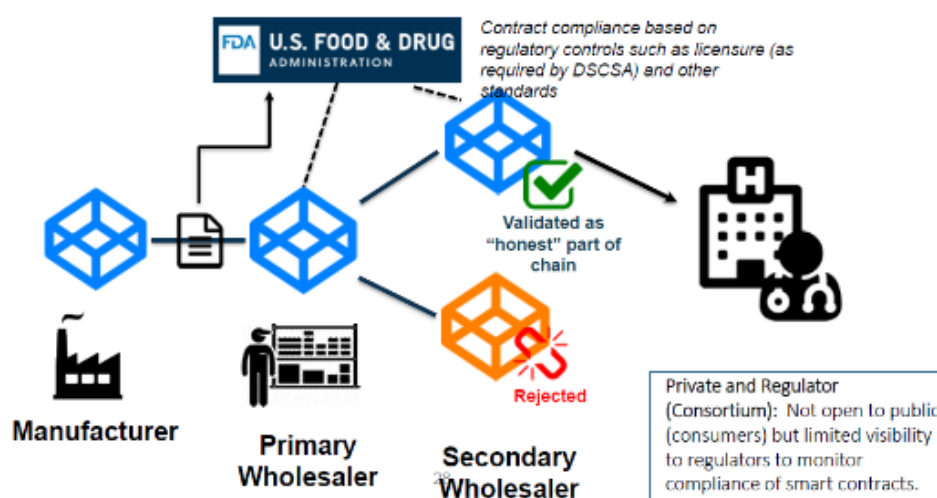 FDA
U.S. FOOD & DRUG
ADMINISTRATION
Contract compliance based on
regulatory controls such as licensure (as
required by DSCSA) and other
standards
H
Validated as
“honest” part of
chain
Rejected
Manufacturer
Primary
Wholesaler
Secondary
Wholesaler
28
Private and Regulator
(Consortium): Not open to public
(consumers) but limited visibility
to regulators to monitor
compliance of smart contracts.